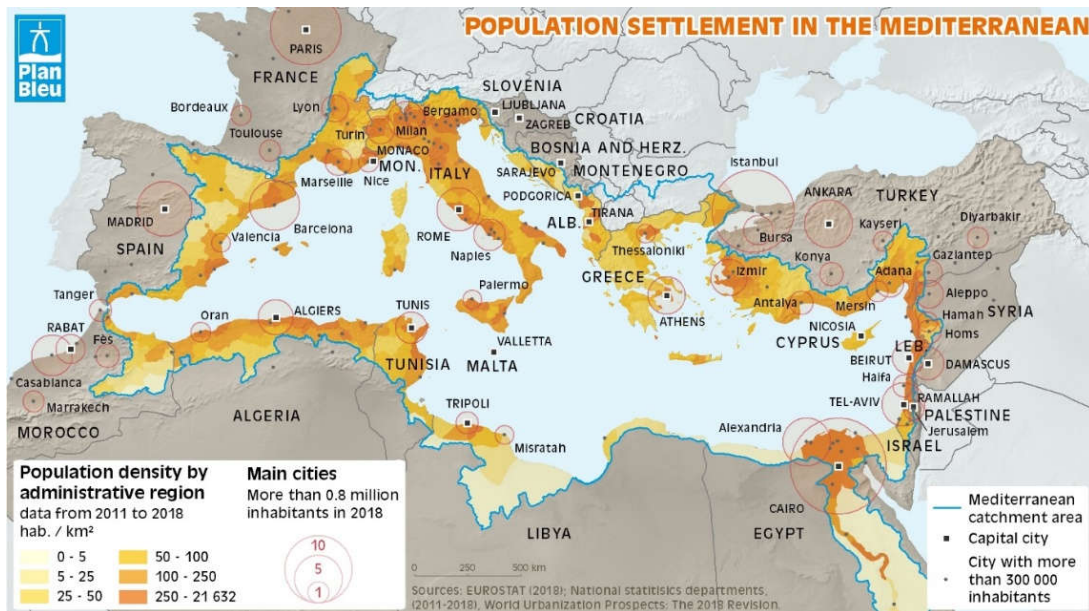 POPULATION SETTLEMENT IN THE MEDITERRANEAN
Plan
Bleu
PARIS
FRANCE
Bordeaux
Lyon
Toulouse
Turin
Milan
Bergamo
MONACO
MON.
Marseille
Nice
ITALY
SLOVENIA
LJUBLJANA
ZAGREB
CROATIA
BOSNIA AND HERZ.
SARAJEVO
MONTENEGRO
PODGORICA
ALB.
TIRANA
Istanbul
ANKARA
TURKEY
Bursa
Kayseri
Diyarbakir
Konya
Gaziantep
MADRID
SPAIN
Valencia
Barcelona
ROME
Naples
Thessaloniki
GREECE
Izmir
Adana
Antalya
Mersin
Aleppo
Hamah
Homs
SYRIA
Tanger
RABAT
Fès
Oran
ALGIERS
TUNIS
Palermo
ATHENS
NICOSIA
CYPRUS
LEB.
BEIRUT
DAMASCUS
Casablanca
Marrakech
MOROCCO
ALGERIA
TUNISIA
VALLETTA
MALTA
TRIPOLI
Misratah
LIBYA
Haifa
TEL-AVIV
RAMALLAH
PALESTINE
Jerusalem
ISRAEL
Alexandria
CAIRO
EGYPT
Population density by
administrative region
data from 2011 to 2018
hab. / km²
0 - 5
5 - 25
25 - 50
50 - 100
100 - 250
250 - 21 632
Main cities
More than 0.8 million
inhabitants in 2018
10
5
1
0 250 500 km
Sources: EUROSTAT (2018); National statitisics departments,
(2011-2018), World Urbanization Prospects: The 2018 Revision.
Mediterranean
catchment area
Capital city
City with more
than 300 000
inhabitants